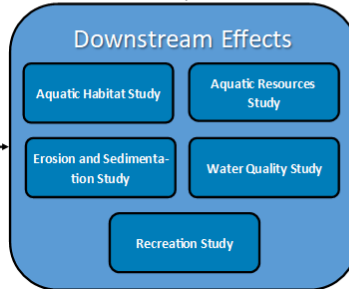 Downstream Effects
Aquatic Habitat Study
Aquatic Resources
Study
Erosion and Sedimenta-
tion Study
Water Quality Study
Recreation Study